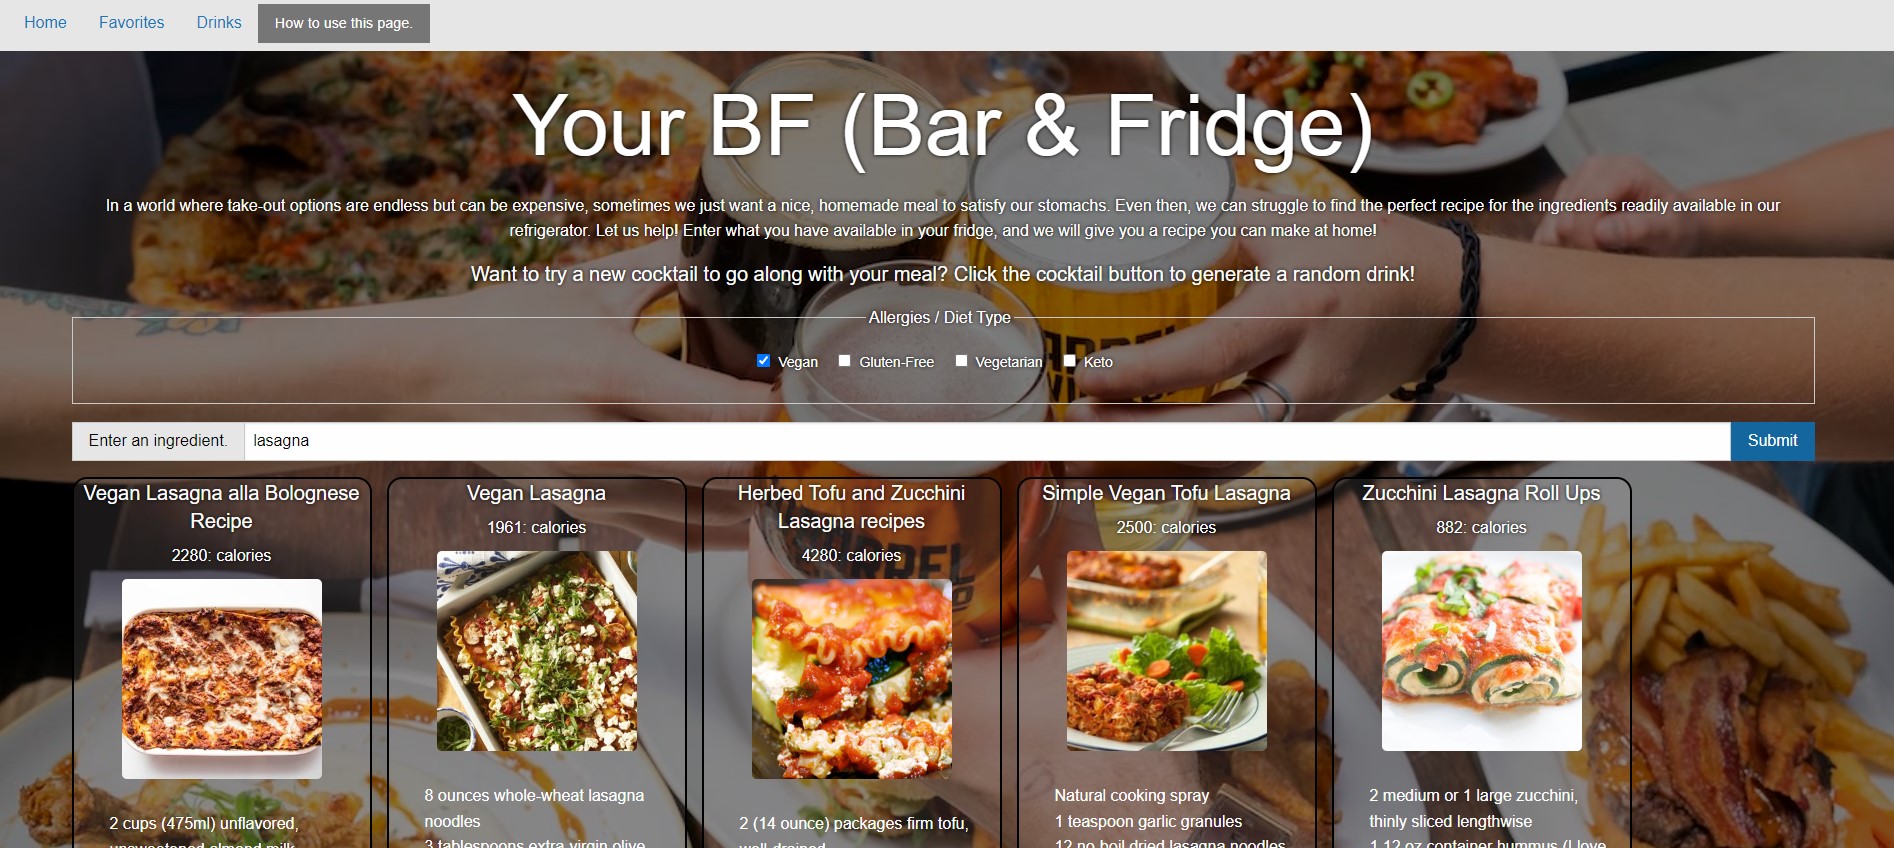 Home Favorites Drinks How to use this page.
Your BF (Bar & Fridge)
In a world where take-out options are endless but can be expensive, sometimes we just want a nice, homemade meal to satisfy our stomachs. Even then, we can struggle to find the perfect recipe for the ingredients readily available in our
refrigerator. Let us help! Enter what you have available in your fridge, and we will give you a recipe you can make at home!
Want to try a new cocktail to go along with your meal? Click the cocktail button to generate a random drink!
Allergies / Diet Type
Vegan Gluten-Free Vegetarian Keto
Enter an ingredient. lasagna Submit
Vegan Lasagna alla Bolognese
Recipe
2280: calories
2 cups (475ml) unflavored,
unsweetened almond milk
Vegan Lasagna
1961: calories
8 ounces whole-wheat lasagna
noodles
3 tablespoons extra virgin olive
Herbed Tofu and Zucchini
Lasagna recipes
4280: calories
2 (14 ounce) packages firm tofu,
well-drained
Simple Vegan Tofu Lasagna
2500: calories
Natural cooking spray
1 teaspoon garlic granules
12 no boil dried lasagna noodles
Zucchini Lasagna Roll Ups
882: calories
2 medium or 1 large zucchini,
thinly sliced lengthwise
1 12 oz container hummus (I love